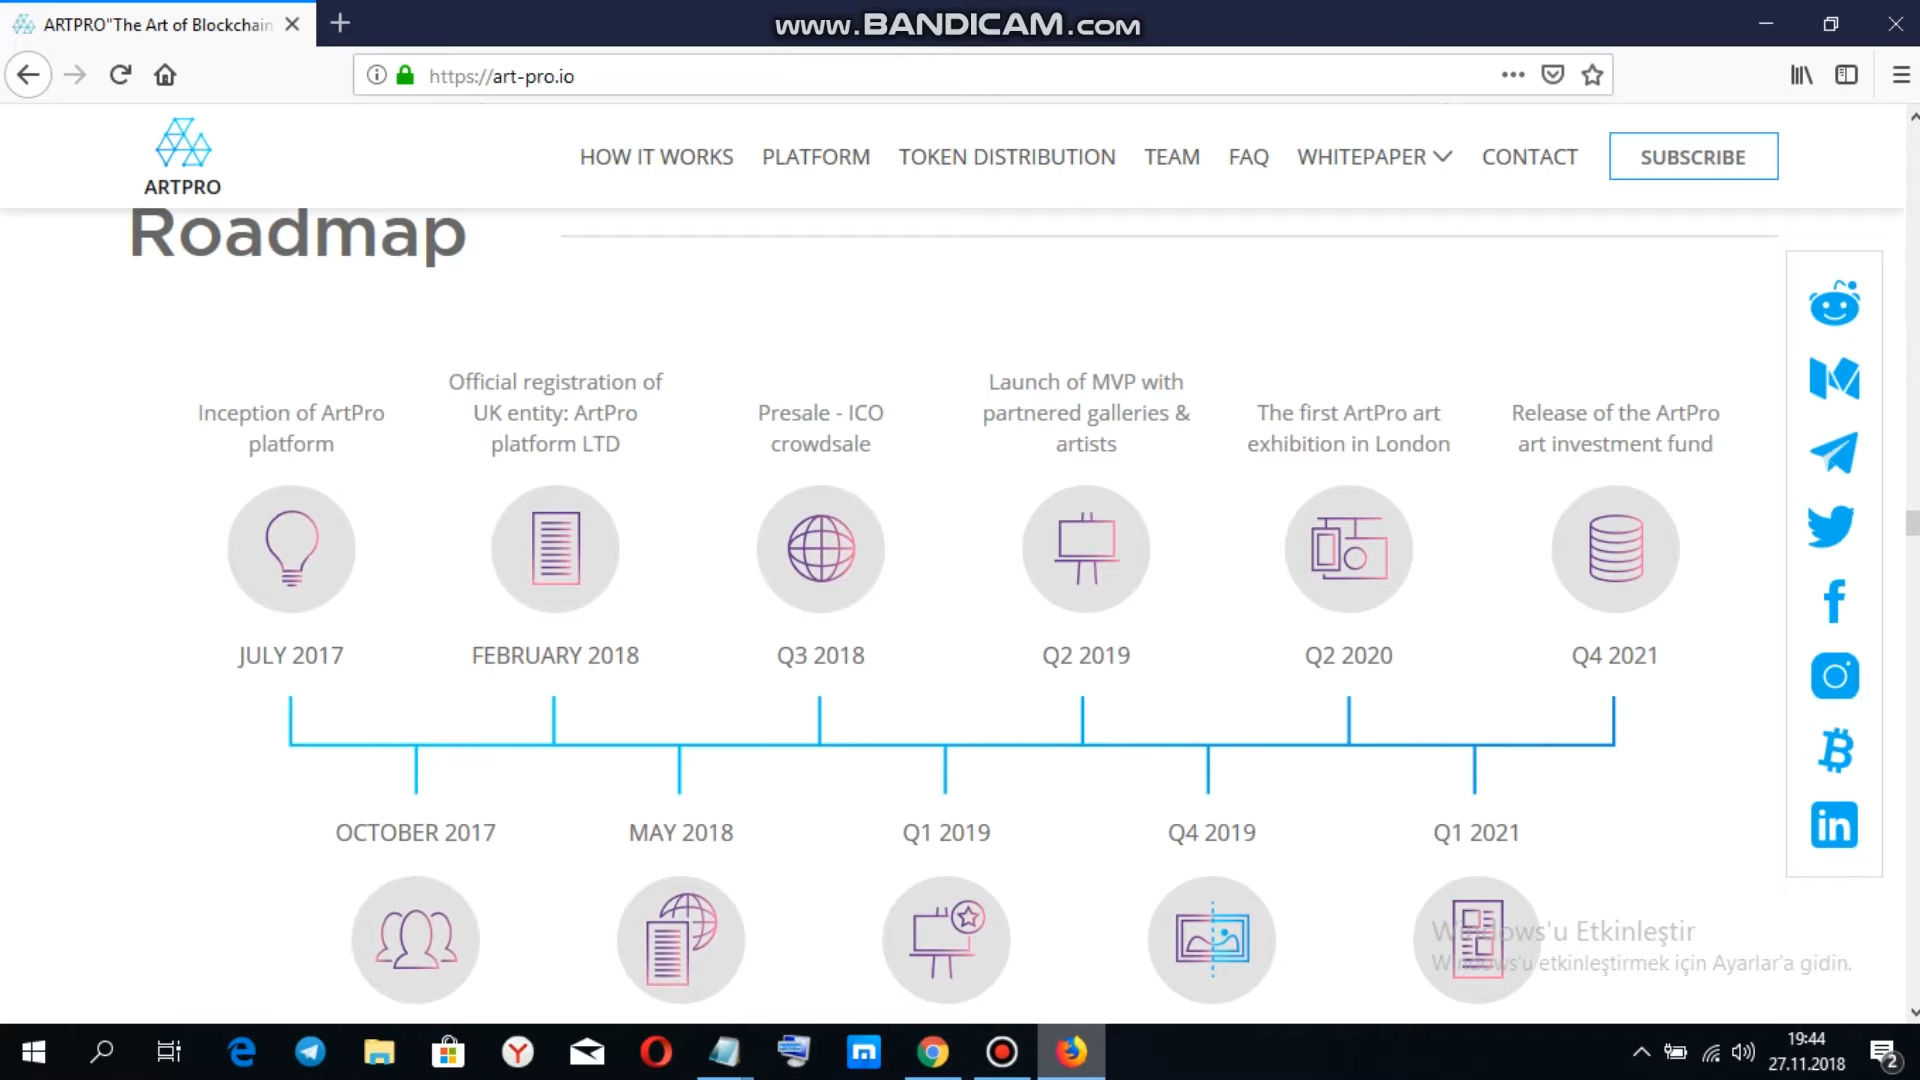 ARTPRO"The Art of Blockchain
www.BANDICAM.com
https://art-pro.io
ARTPRO
HOW IT WORKS PLATFORM TOKEN DISTRIBUTION TEAM FAQ WHITEPAPER CONTACT SUBSCRIBE
Roadmap
Inception of ArtPro
platform
Official registration of
UK entity: ArtPro
platform LTD
Presale - ICO
crowdsale
Launch of MVP with
partnered galleries &
artists
The first ArtPro art
exhibition in London
Release of the ArtPro
art investment fund
JULY 2017 FEBRUARY 2018 Q3 2018 Q2 2019 Q2 2020 Q4 2021
OCTOBER 2017 MAY 2018 Q1 2019 Q4 2019 Q1 2021
Windows'u Etkinleştir
Windows'u etkinleştirmek için Ayarlar'a gidin.
19:44
27.11.2018
2